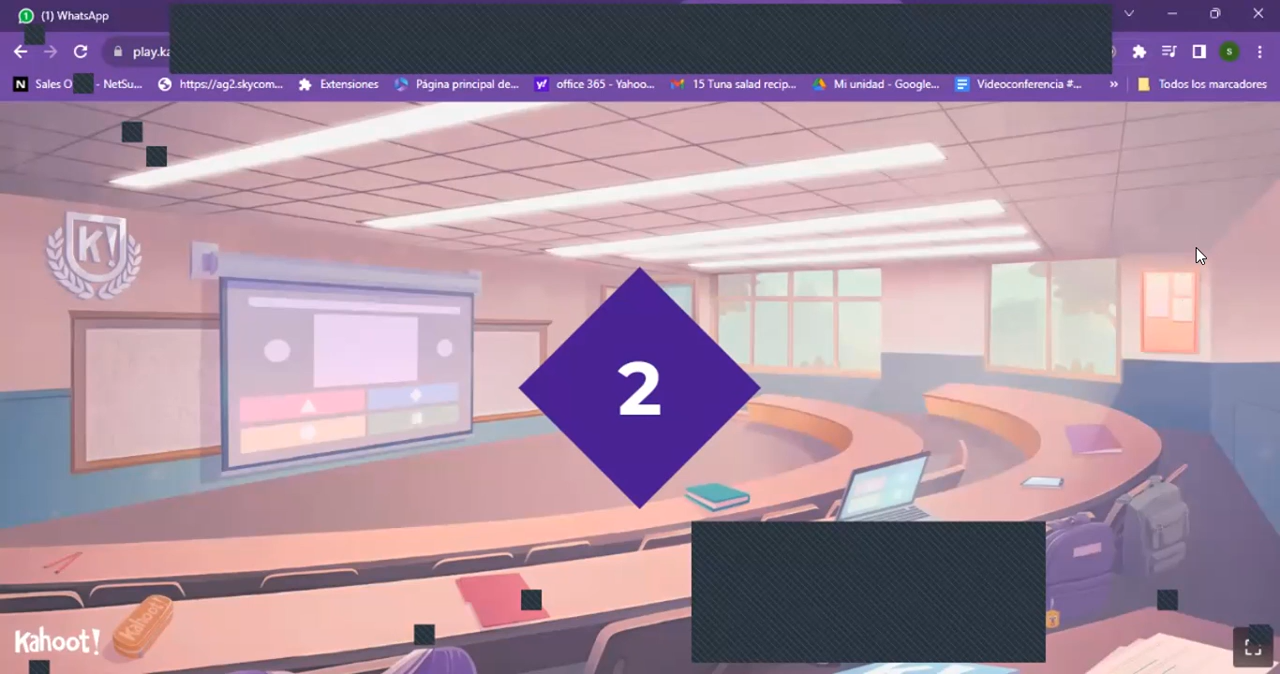 (1) WhatsApp
play.ka
S
N Sales O - NetSu... https://ag2.skycom... Extensiones Página principal de... office 365 - Yahoo... 15 Tuna salad recip... Mi unidad - Google... Videoconferencia #... » Todos los marcadores
K!
2
Kahoot!
Kahoot!